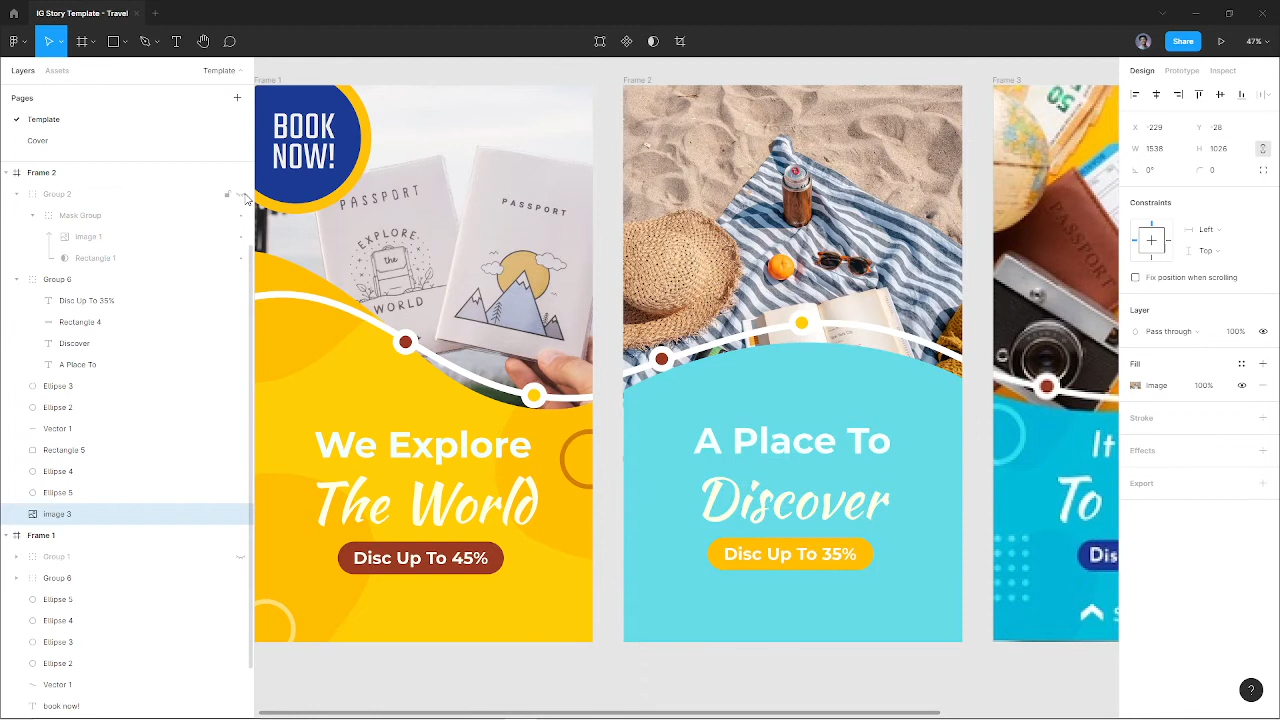 IG Story Template - Travel
Share
47%
Layers
Assets
Template
Pages
Template
Cover
Frame 2
Group 2
Mask Group
image 1
Rectangle 1
Group 6
Disc Up To 35%
Rectangle 4
Discover
A Place To
Ellipse 3
Ellipse 2
Vector 1
Rectangle 5
Ellipse 4
Ellipse 5
image 3
Frame 1
Group 1
Group 6
Ellipse 5
Ellipse 4
Ellipse 3
Ellipse 2
Vector 1
book now!
Frame 1
BOOK
NOW!
PASSPORT
EXPLORE
the
WORLD
PASSPORT
We Explore
The World
Disc Up To 45%
Frame 2
A Place To
Discover
Disc Up To 35%
Frame 3
50
PASSPORT
It
To
Dis
S
Design
Prototype
Inspect
X -229
Y -28
W 1538
H 1026
0°
0
Constraints
Left
Top
Fix position when scrolling
Layer
Pass through
100%
Fill
Image
100%
Stroke
Effects
Export
?